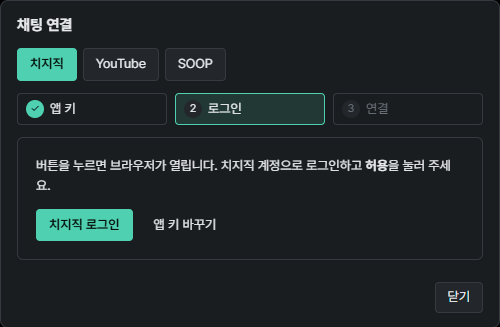 채팅 연결
치지직 YouTube SOOP
앱 키 2 로그인 3 연결
버튼을 누르면 브라우저가 열립니다. 치지직 계정으로 로그인하고 허용을 눌러 주세
요.
치지직 로그인 앱 키 바꾸기
닫기